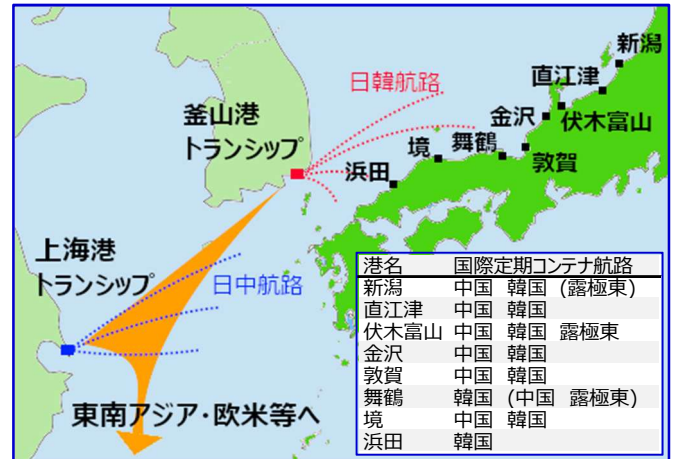 新潟
直江津
日韓航路
金沢
伏木富山
釜山港
トランシップ
境
舞鶴
敦賀
浜田
上海港
トランシップ
日中航路
東南アジア・欧米等へ
港名 国際定期コンテナ航路
新潟 中国 韓国 (露極東)
直江津 中国 韓国
伏木富山 中国 韓国 露極東
金沢 中国 韓国
敦賀 中国 韓国
舞鶴 韓国 (中国 露極東)
境 中国 韓国
浜田 韓国